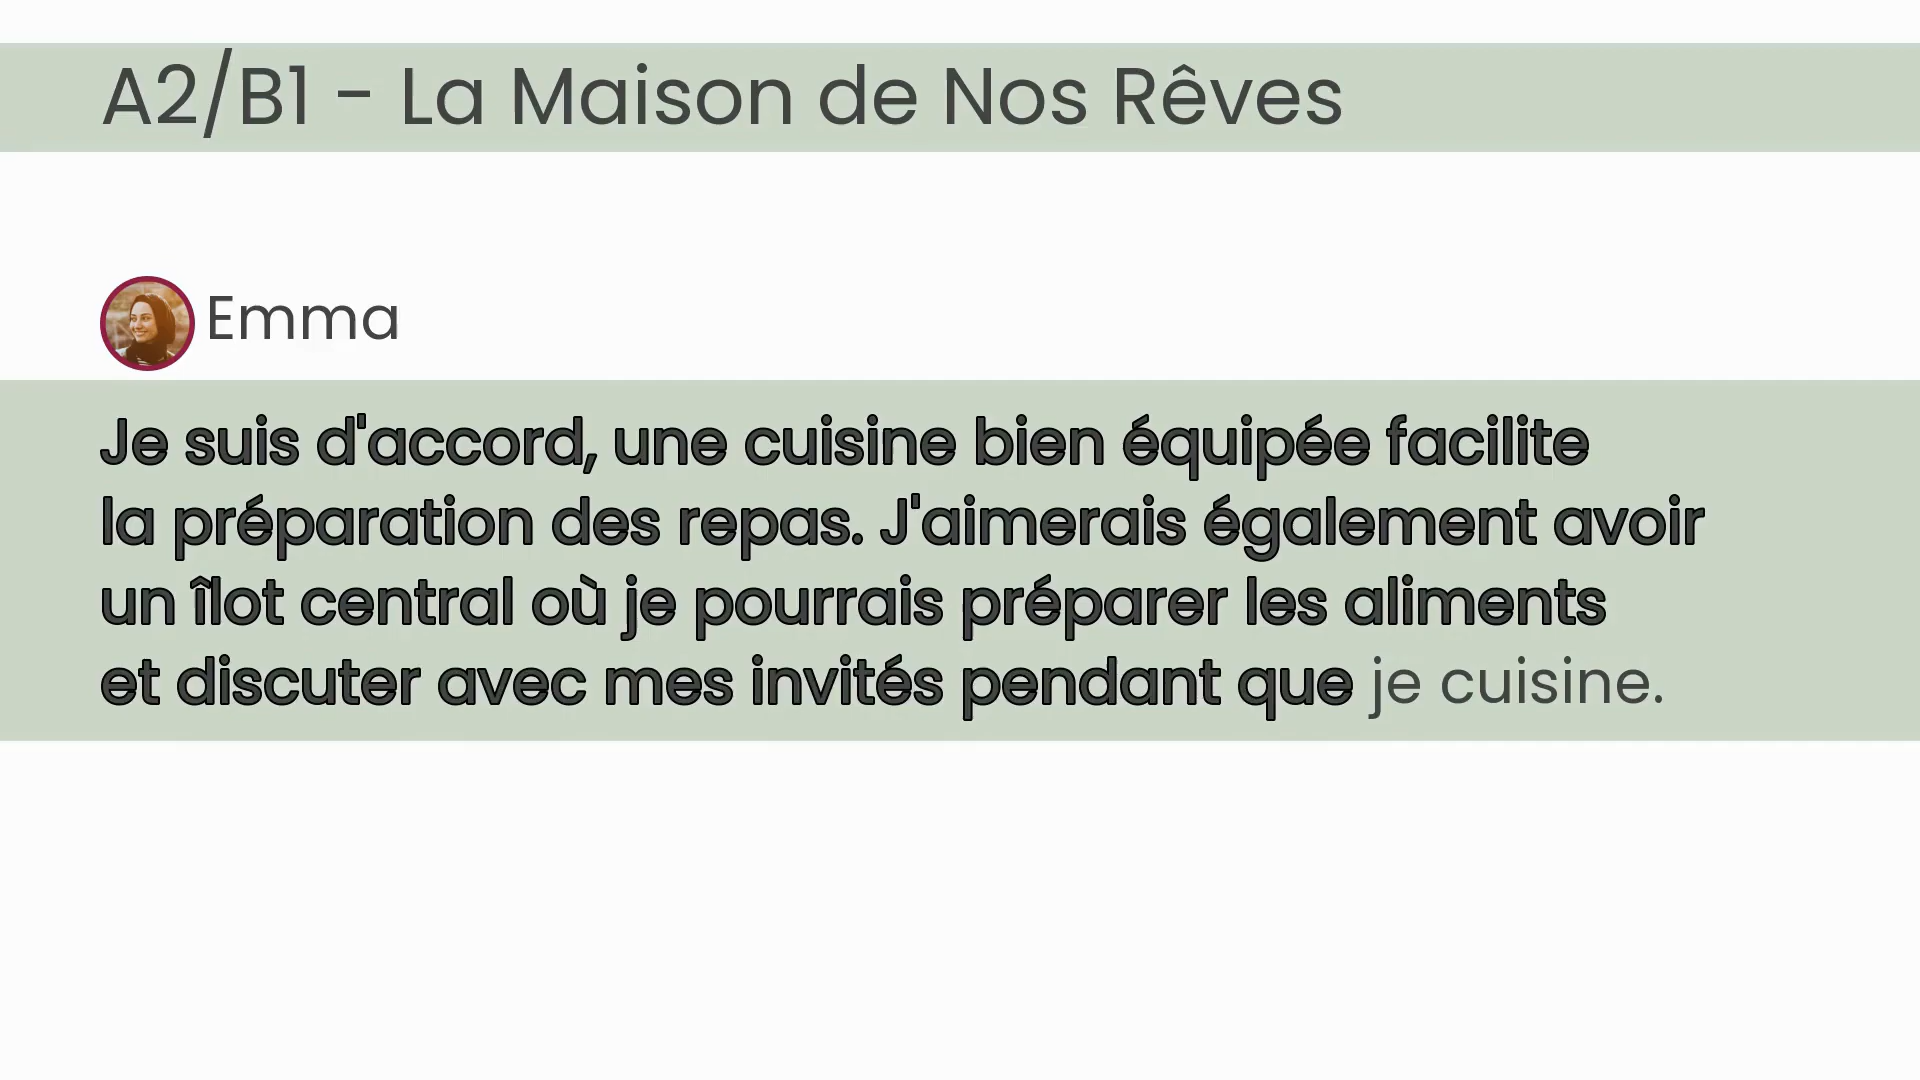 A2/B1 - La Maison de Nos Rêves
Emma
Je suis d'accord, une cuisine bien équipée facilite
la préparation des repas. J'aimerais également avoir
un îlot central où je pourrais préparer les aliments
et discuter avec mes invités pendant que je cuisine.